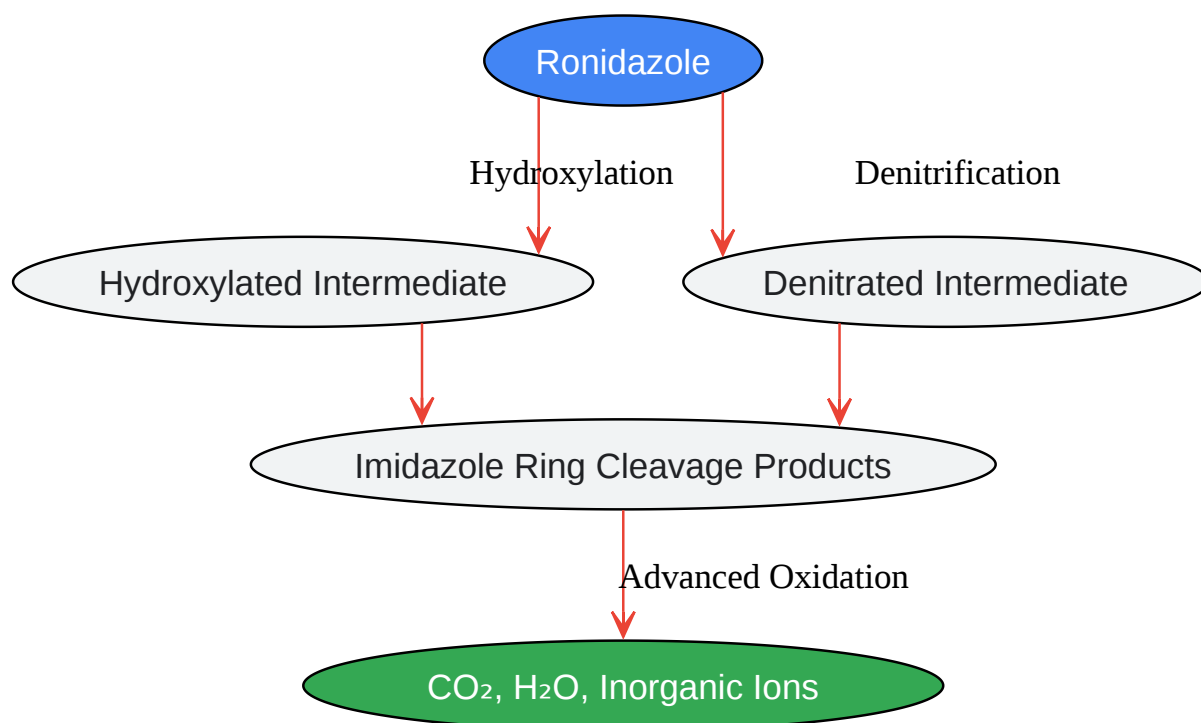 Ronidazole
Hydroxylation
Denitrification
Hydroxylated Intermediate
Denitrated Intermediate
Imidazole Ring Cleavage Products
Advanced Oxidation
CO₂, H₂O, Inorganic Ions